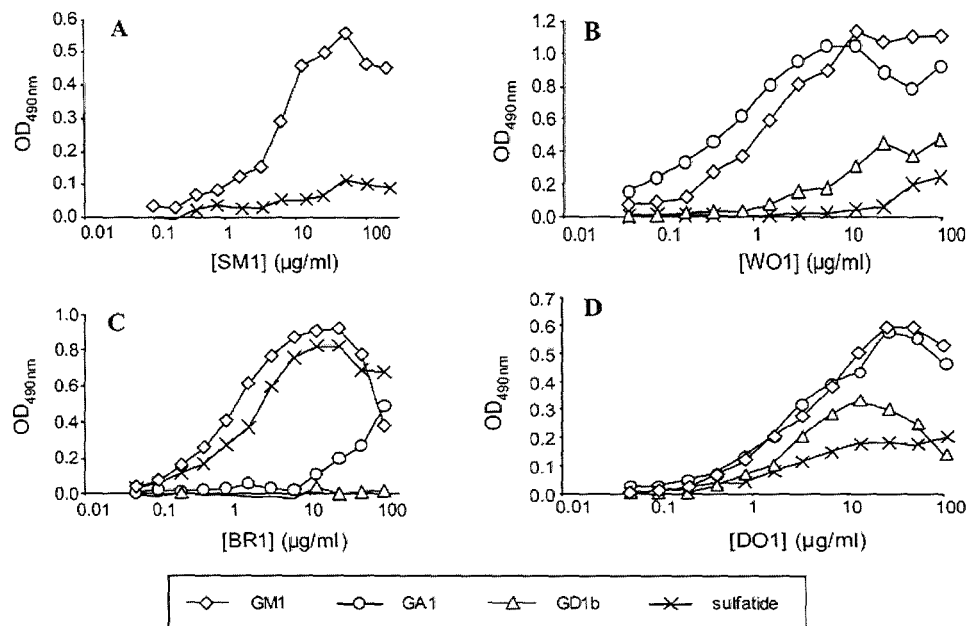 A
0.6
0.5
0.4
0.3
0.2
0.1
0.0
OD490nm
0.01 0.1 1 10 100
[SM1] (µg/ml)
B
1.2
1.0
0.8
0.6
0.4
0.2
0.0
OD490nm
0.01 0.1 1 10 100
[WO1] (µg/ml)
C
1.0
0.8
0.6
0.4
0.2
0.0
OD490nm
0.01 0.1 1 10 100
[BR1] (µg/ml)
D
0.7
0.6
0.5
0.4
0.3
0.2
0.1
0.0
OD490nm
0.01 0.1 1 10 100
[DO1] (µg/ml)
GM1 GA1 GD1b sulfatide